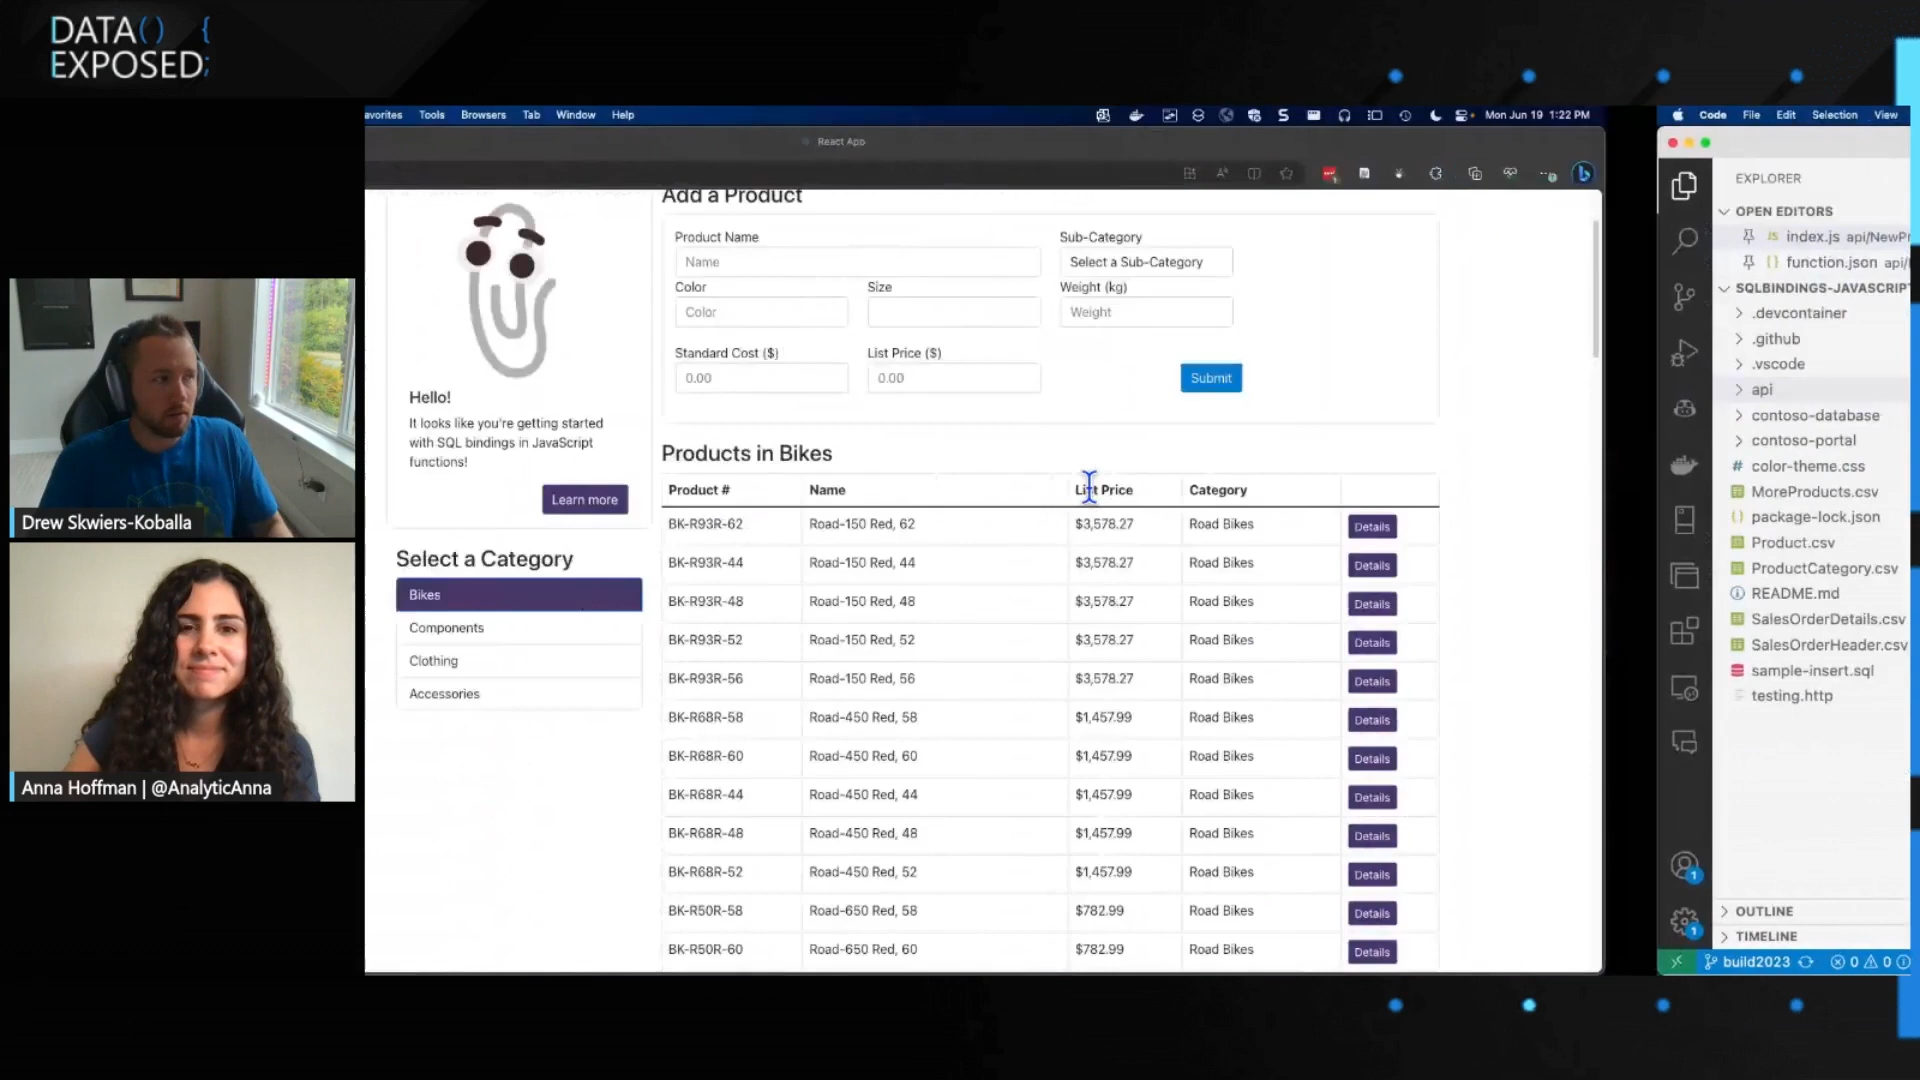 DATA() {
EXPOSED;
avorites Tools Browsers Tab Window Help
Mon Jun 19 1:22 PM
React App
Add a Product
Product Name
Name
Sub-Category
Select a Sub-Category
Color
Color
Size
Weight (kg)
Weight
Standard Cost ($)
0.00
List Price ($)
0.00
Submit
Hello!
It looks like you're getting started
with SQL bindings in JavaScript
functions!
Learn more
Select a Category
Bikes
Components
Clothing
Accessories
Products in Bikes
Product # Name List Price Category
BK-R93R-62 Road-150 Red, 62 $3,578.27 Road Bikes Details
BK-R93R-44 Road-150 Red, 44 $3,578.27 Road Bikes Details
BK-R93R-48 Road-150 Red, 48 $3,578.27 Road Bikes Details
BK-R93R-52 Road-150 Red, 52 $3,578.27 Road Bikes Details
BK-R93R-56 Road-150 Red, 56 $3,578.27 Road Bikes Details
BK-R68R-58 Road-450 Red, 58 $1,457.99 Road Bikes Details
BK-R68R-60 Road-450 Red, 60 $1,457.99 Road Bikes Details
BK-R68R-44 Road-450 Red, 44 $1,457.99 Road Bikes Details
BK-R68R-48 Road-450 Red, 48 $1,457.99 Road Bikes Details
BK-R68R-52 Road-450 Red, 52 $1,457.99 Road Bikes Details
BK-R50R-58 Road-650 Red, 58 $782.99 Road Bikes Details
BK-R50R-60 Road-650 Red, 60 $782.99 Road Bikes Details
Drew Skwiers-Koballa
Anna Hoffman | @AnalyticAnna
Code File Edit Selection View
EXPLORER
OPEN EDITORS
JS index.js api/NewPr
{} function.json api/
SQLBINDINGS-JAVASCRIPT
.devcontainer
.github
.vscode
api
contoso-database
contoso-portal
# color-theme.css
MoreProducts.csv
{} package-lock.json
Product.csv
ProductCategory.csv
README.md
SalesOrderDetails.csv
SalesOrderHeader.csv
sample-insert.sql
testing.http
1
1
OUTLINE
TIMELINE
build2023 0 0